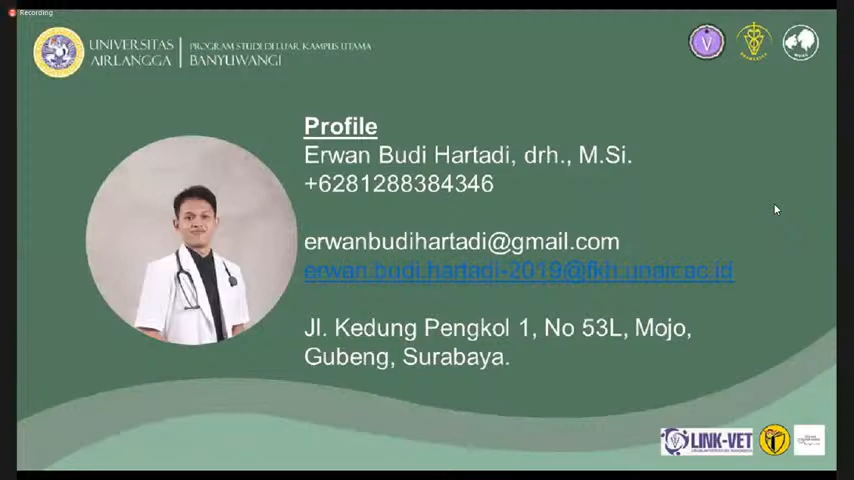 Recording
UNIVERSITAS
AIRLANGGA
PROGRAM STUDI DI LUAR KAMPUS UTAMA
BANYUWANGI
Profile
Erwan Budi Hartadi, drh., M.Si.
+6281288384346
erwanbudihartadi@gmail.com
erwan.budi.hartadi-2019@fkh.unair.ac.id
Jl. Kedung Pengkol 1, No 53L, Mojo,
Gubeng, Surabaya.
LINK-VET